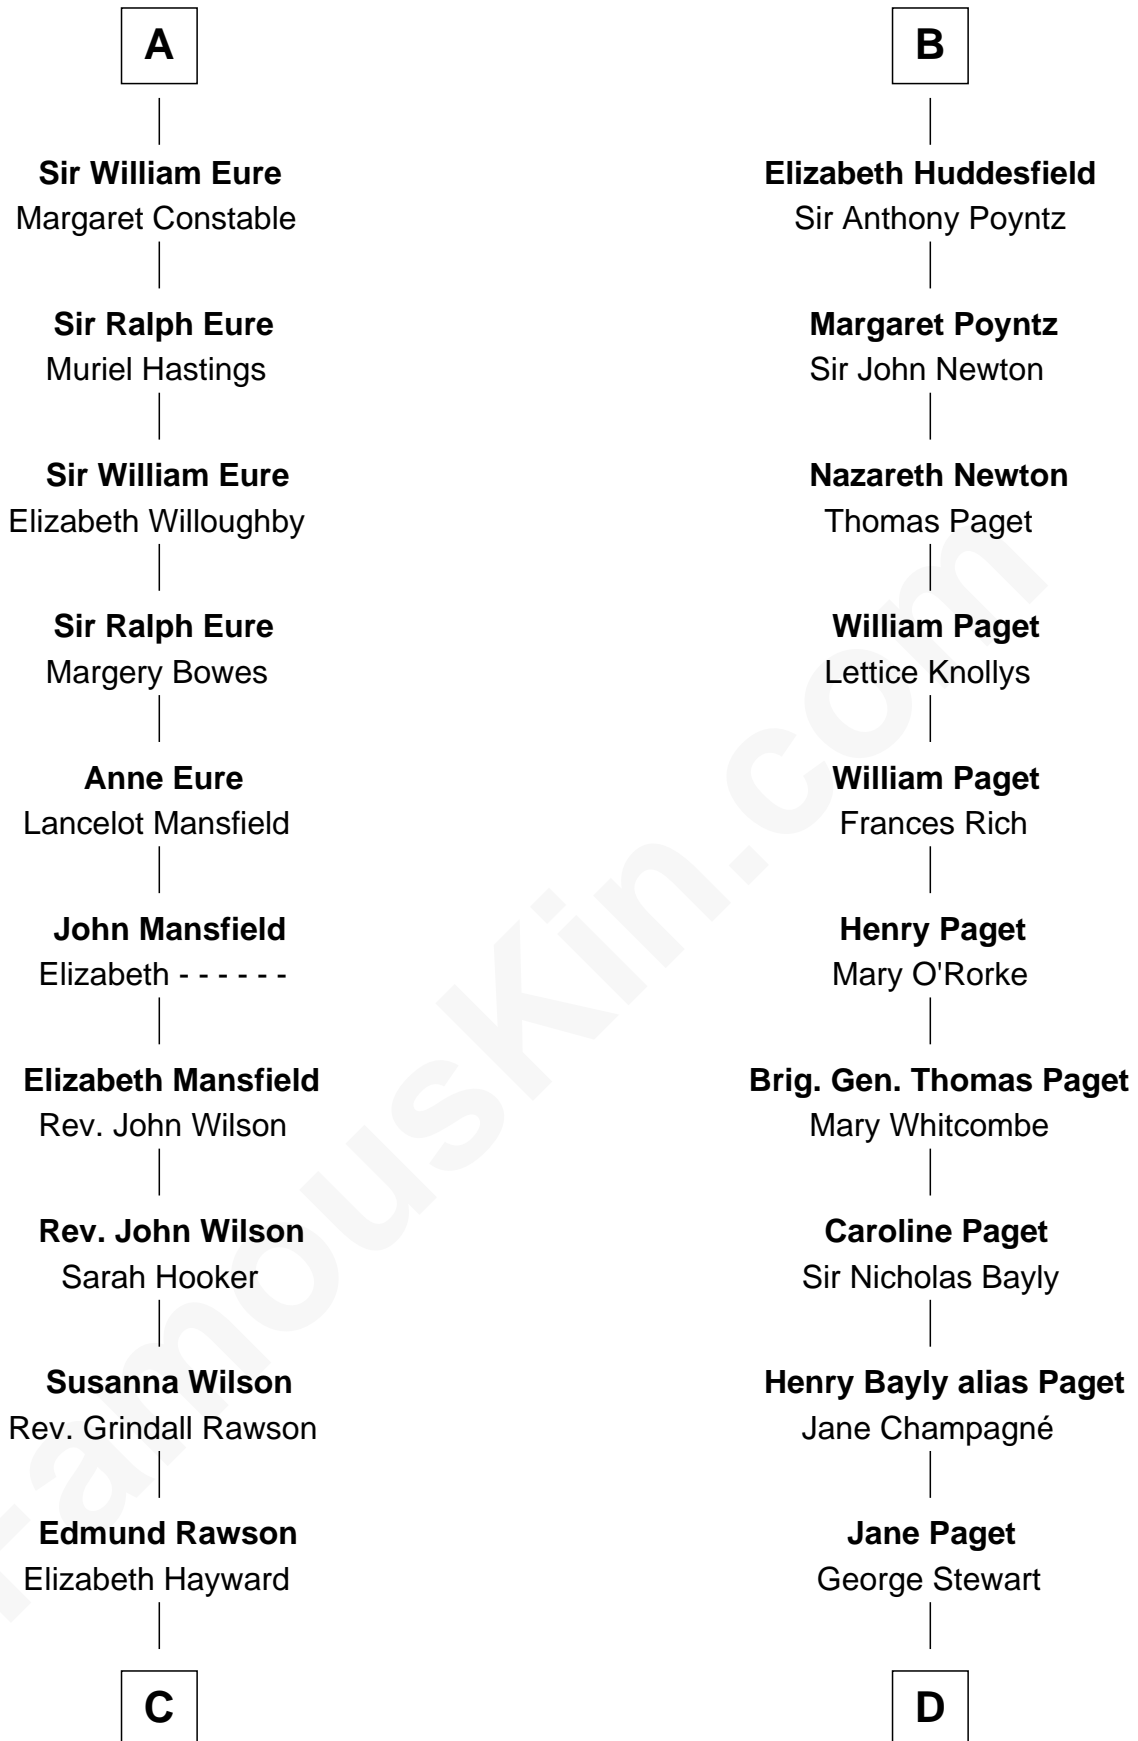 A
Sir William Eure
Margaret Constable
Sir Ralph Eure
Muriel Hastings
Sir William Eure
Elizabeth Willoughby
Sir Ralph Eure
Margery Bowes
Anne Eure
Lancelot Mansfield
John Mansfield
Elizabeth - - - - - -
Elizabeth Mansfield
Rev. John Wilson
Rev. John Wilson
Sarah Hooker
Susanna Wilson
Rev. Grindall Rawson
Edmund Rawson
Elizabeth Hayward
C
B
Elizabeth Huddesfield
Sir Anthony Poyntz
Margaret Poyntz
Sir John Newton
Nazareth Newton
Thomas Paget
William Paget
Lettice Knollys
William Paget
Frances Rich
Henry Paget
Mary O'Rorke
Brig. Gen. Thomas Paget
Mary Whitcombe
Caroline Paget
Sir Nicholas Bayly
Henry Bayly alias Paget
Jane Champagné
Jane Paget
George Stewart
D
FamousKin.com